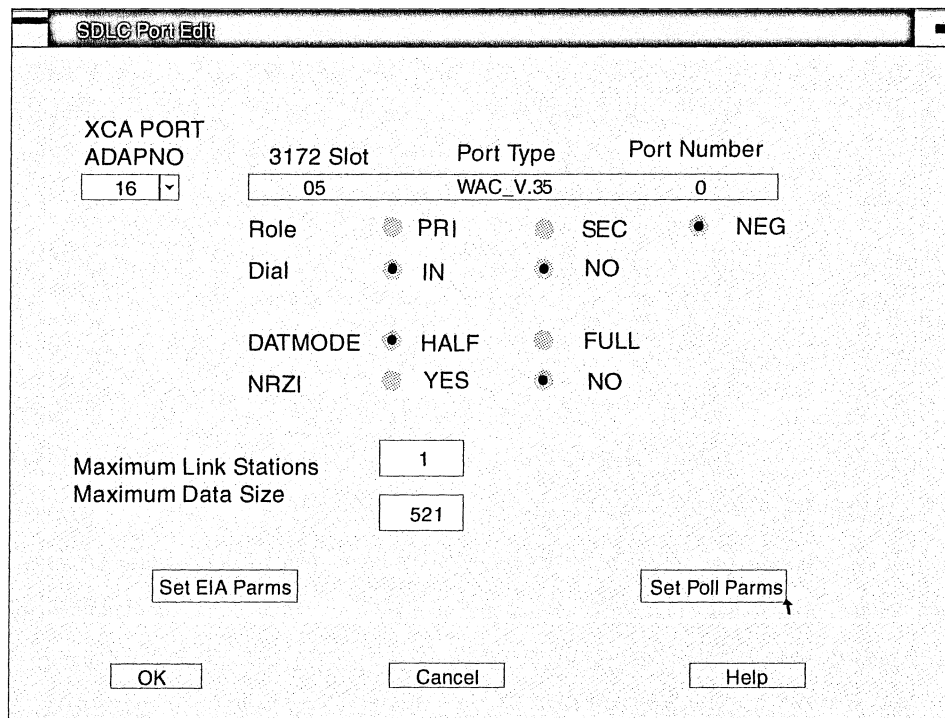 SDLC Port Edit
XCA PORT
ADAPNO
3172 Slot Port Type Port Number
16 05 WAC_V.35 0
Role PRI SEC NEG
Dial IN NO
DATMODE HALF FULL
NRZI YES NO
Maximum Link Stations 1
Maximum Data Size
521
Set EIA Parms Set Poll Parms
OK Cancel Help